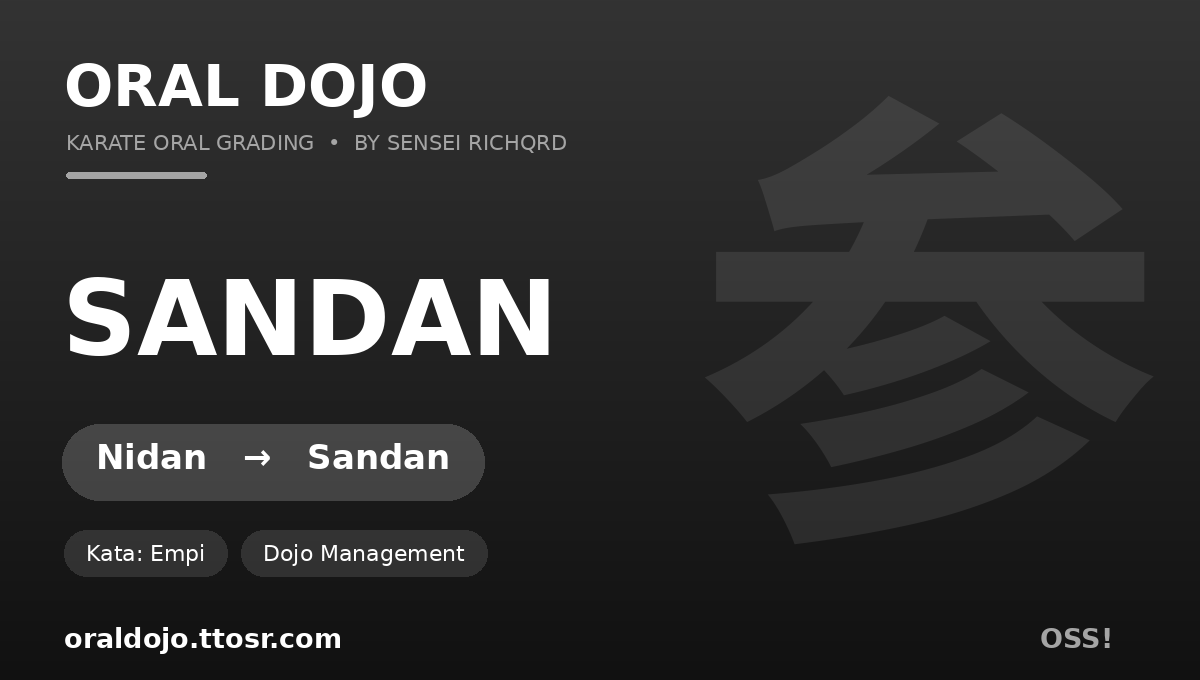 ORAL DOJO
KARATE ORAL GRADING • BY SENSEI RICHQRD
参
SANDAN
Nidan → Sandan
Kata: Empi
Dojo Management
oraldojo.ttosr.com
OSS!